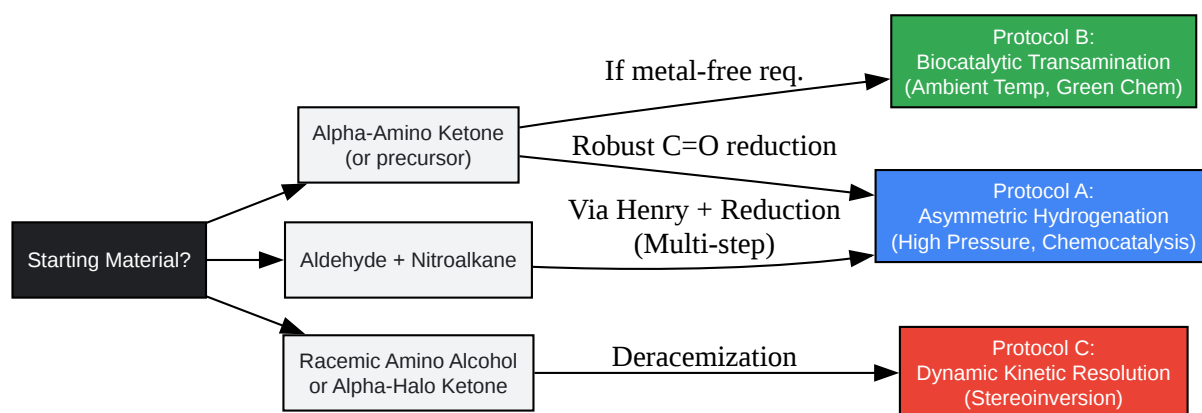 Protocol B:
Biocatalytic Transamination
(Ambient Temp, Green Chem)
If metal-free req.
Alpha-Amino Ketone
(or precursor)
Robust C=O reduction
Protocol A:
Asymmetric Hydrogenation
(High Pressure, Chemocatalysis)
Via Henry + Reduction
(Multi-step)
Starting Material?
Aldehyde + Nitroalkane
Racemic Amino Alcohol
or Alpha-Halo Ketone
Deracemization
Protocol C:
Dynamic Kinetic Resolution
(Stereoinversion)